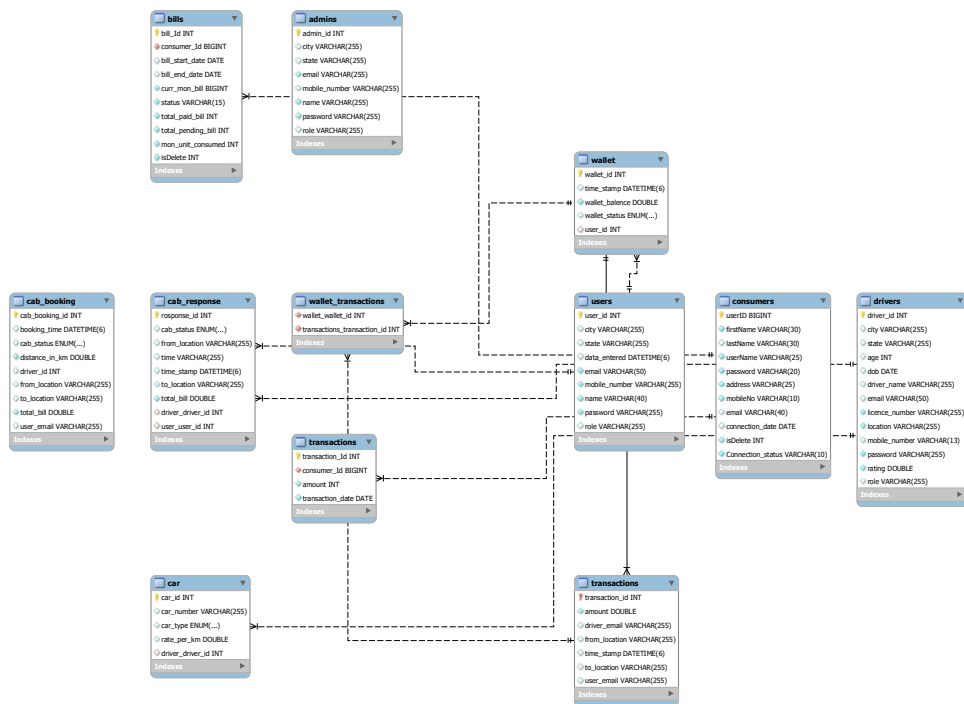 bills
bill_Id INT
consumer_Id BIGINT
bill_start_date DATE
bill_end_date DATE
curr_mon_bill BIGINT
status VARCHAR(15)
total_paid_bill INT
total_pending_bill INT
mon_unit_consumed INT
isDelete INT
Indexes
admins
admin_id INT
city VARCHAR(255)
state VARCHAR(255)
email VARCHAR(255)
mobile_number VARCHAR(255)
name VARCHAR(255)
password VARCHAR(255)
role VARCHAR(255)
Indexes
wallet
wallet_id INT
time_stamp DATETIME(6)
wallet_balence DOUBLE
wallet_status ENUM(...)
user_id INT
Indexes
cab_booking
cab_booking_id INT
booking_time DATETIME(6)
cab_status ENUM(...)
distance_in_km DOUBLE
driver_id INT
from_location VARCHAR(255)
to_location VARCHAR(255)
total_bill DOUBLE
user_email VARCHAR(255)
Indexes
cab_response
response_id INT
cab_status ENUM(...)
from_location VARCHAR(255)
time VARCHAR(255)
time_stamp DATETIME(6)
to_location VARCHAR(255)
total_bill DOUBLE
driver_driver_id INT
user_user_id INT
Indexes
wallet_transactions
wallet_wallet_id INT
transactions_transaction_id INT
Indexes
users
user_id INT
city VARCHAR(255)
state VARCHAR(255)
data_entered DATETIME(6)
email VARCHAR(50)
mobile_number VARCHAR(255)
name VARCHAR(40)
password VARCHAR(255)
role VARCHAR(255)
Indexes
consumers
userID BIGINT
firstName VARCHAR(30)
lastName VARCHAR(30)
userName VARCHAR(25)
password VARCHAR(20)
address VARCHAR(25)
mobileNo VARCHAR(10)
email VARCHAR(40)
connection_date DATE
isDelete INT
Connection_status VARCHAR(10)
Indexes
drivers
driver_id INT
city VARCHAR(255)
state VARCHAR(255)
age INT
dob DATE
driver_name VARCHAR(255)
email VARCHAR(50)
licence_number VARCHAR(255)
location VARCHAR(255)
mobile_number VARCHAR(13)
password VARCHAR(255)
rating DOUBLE
role VARCHAR(255)
Indexes
transactions
transaction_Id INT
consumer_Id BIGINT
amount INT
transaction_date DATE
Indexes
car
car_id INT
car_number VARCHAR(255)
car_type ENUM(...)
rate_per_km DOUBLE
driver_driver_id INT
Indexes
transactions
transaction_id INT
amount DOUBLE
driver_email VARCHAR(255)
from_location VARCHAR(255)
time_stamp DATETIME(6)
to_location VARCHAR(255)
user_email VARCHAR(255)
Indexes